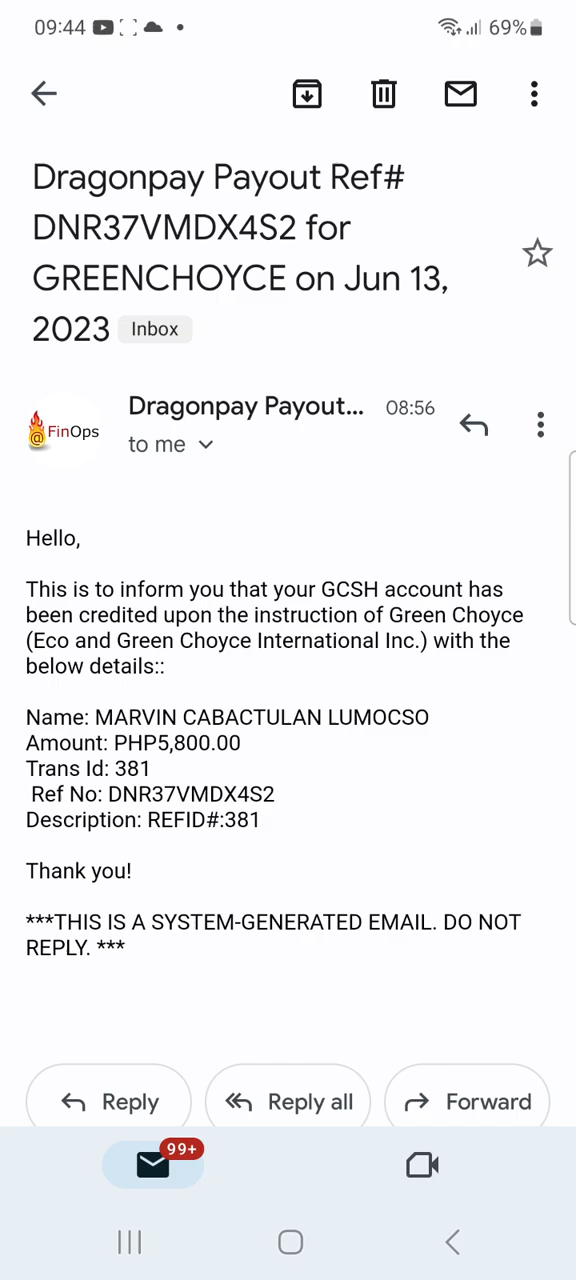 09:44
69%
Dragonpay Payout Ref#
DNR37VMDX4S2 for
GREENCHOYCE on Jun 13,
2023 Inbox
@FinOps
Dragonpay Payout... 08:56
to me
Hello,
This is to inform you that your GCSH account has
been credited upon the instruction of Green Choyce
(Eco and Green Choyce International Inc.) with the
below details::
Name: MARVIN CABACTULAN LUMOCSO
Amount: PHP5,800.00
Trans Id: 381
Ref No: DNR37VMDX4S2
Description: REFID#:381
Thank you!
***THIS IS A SYSTEM-GENERATED EMAIL. DO NOT
REPLY. ***
Reply Reply all Forward
99+